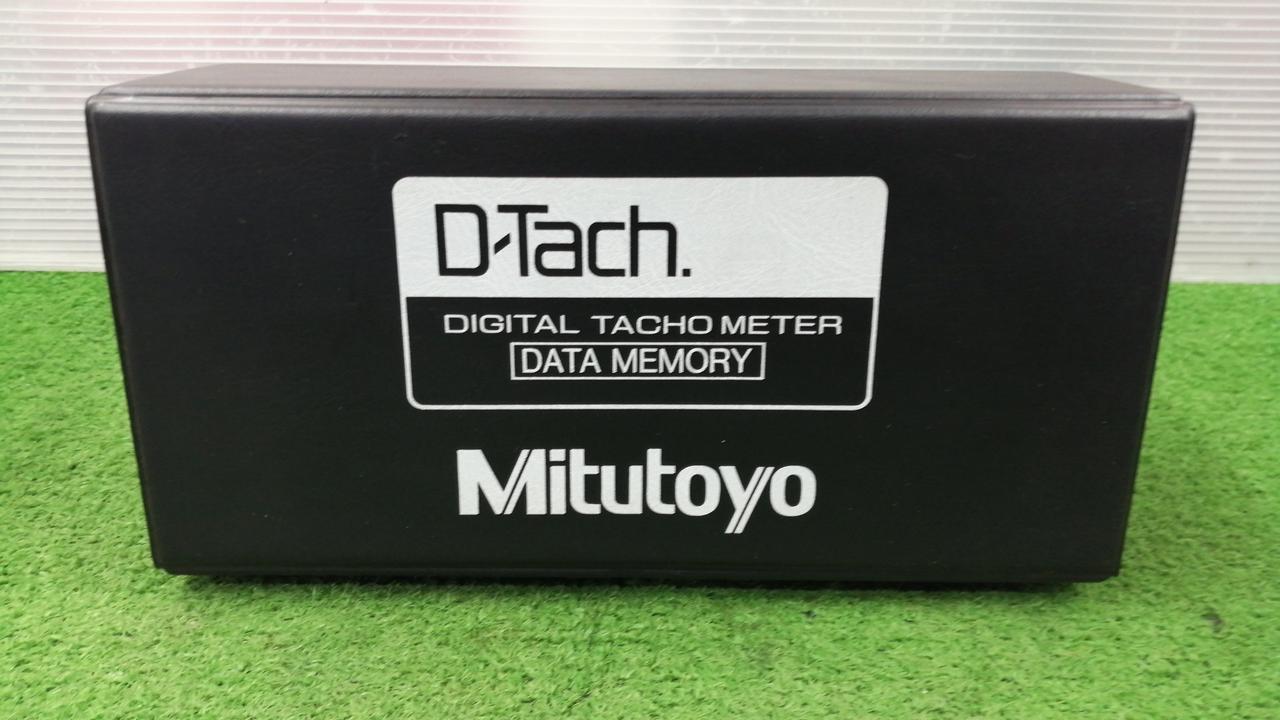 D-Tach.
DIGITAL TACHO METER
DATA MEMORY
Mitutoyo